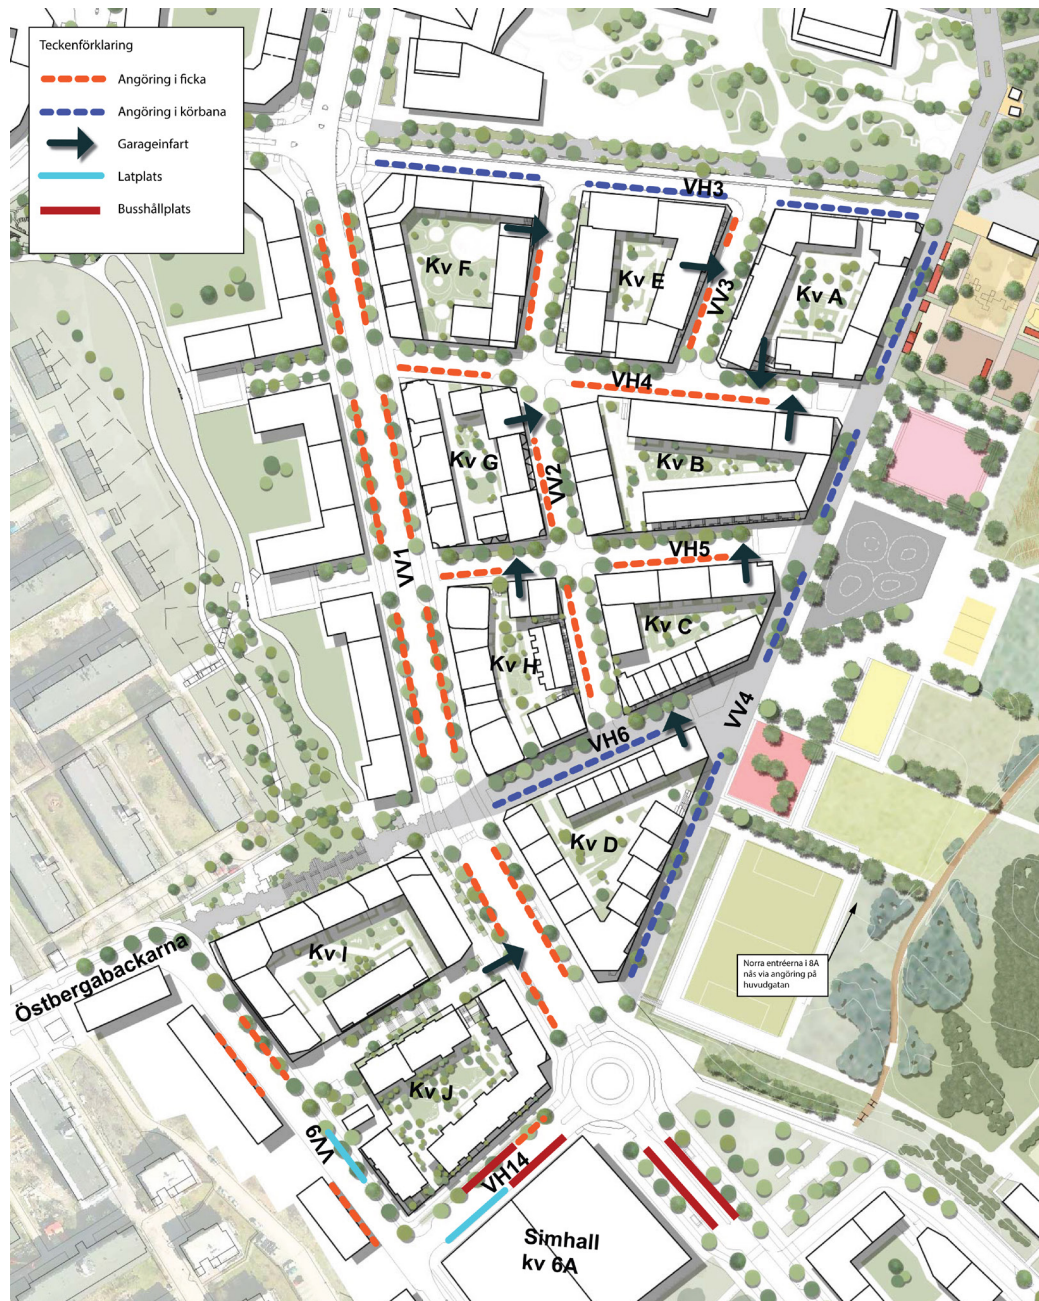 Teckenförklaring
Angöring i ficka
Angöring i körbana
Garageinfart
Latplats
Busshållplats
VH3
Kv F
Kv E
VV3
Kv A
VH4
Kv G
VV2
Kv B
VV1
VH5
Kv C
Kv H
VV4
VH6
Kv D
Kv I
Östbergabackarna
Norra entréerna i 8A
nås via angöring på
huvudgatan
Kv J
VV9
VH14
Simhall
kv 6A